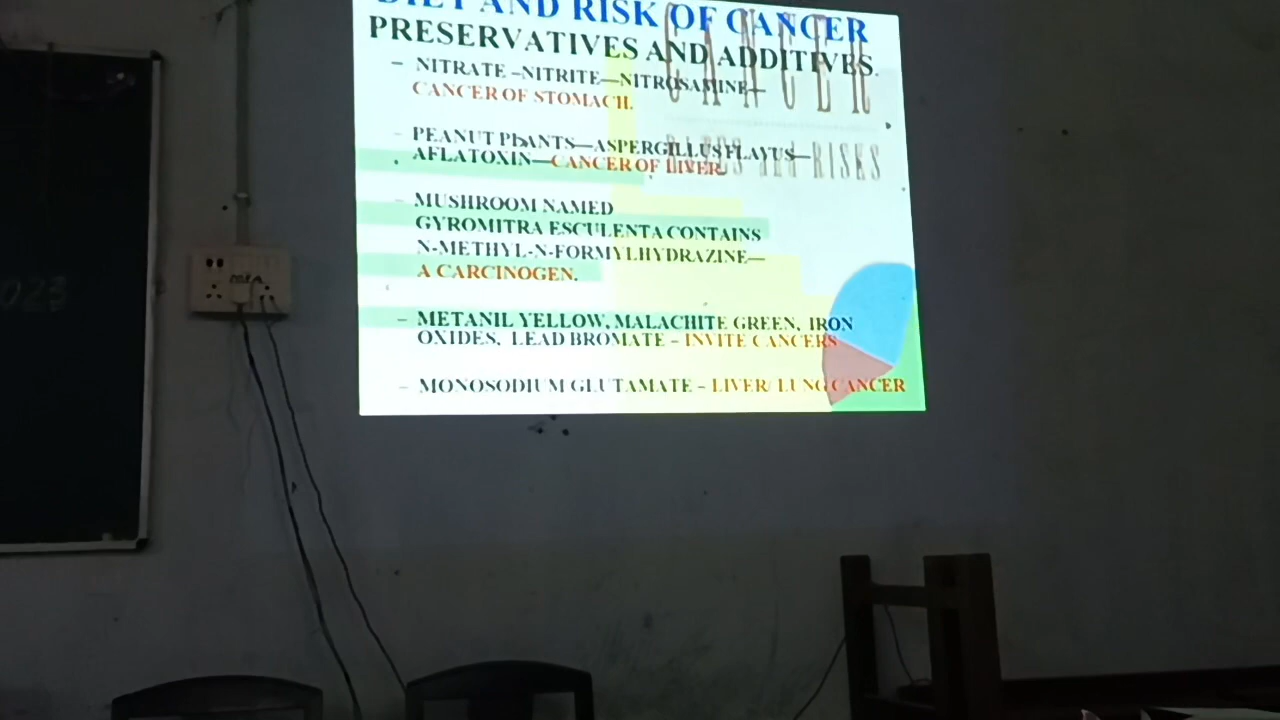 DIET AND RISK OF CANCER
PRESERVATIVES AND ADDITIVES.
– NITRATE –NITRITE—NITROSAMINE—
CANCER OF STOMACH.
– PEANUT PLANTS—ASPERGILLUS FLAVUS—
AFLATOXIN—CANCER OF LIVER.
– MUSHROOM NAMED
GYROMITRA ESCULENTA CONTAINS
N-METHYL-N-FORMYLHYDRAZINE—
A CARCINOGEN.
– METANIL YELLOW, MALACHITE GREEN, IRON
OXIDES, LEAD BROMATE – INVITE CANCERS
– MONOSODIUM GLUTAMATE – LIVER/ LUNG CANCER
CANCER
RISKS
023